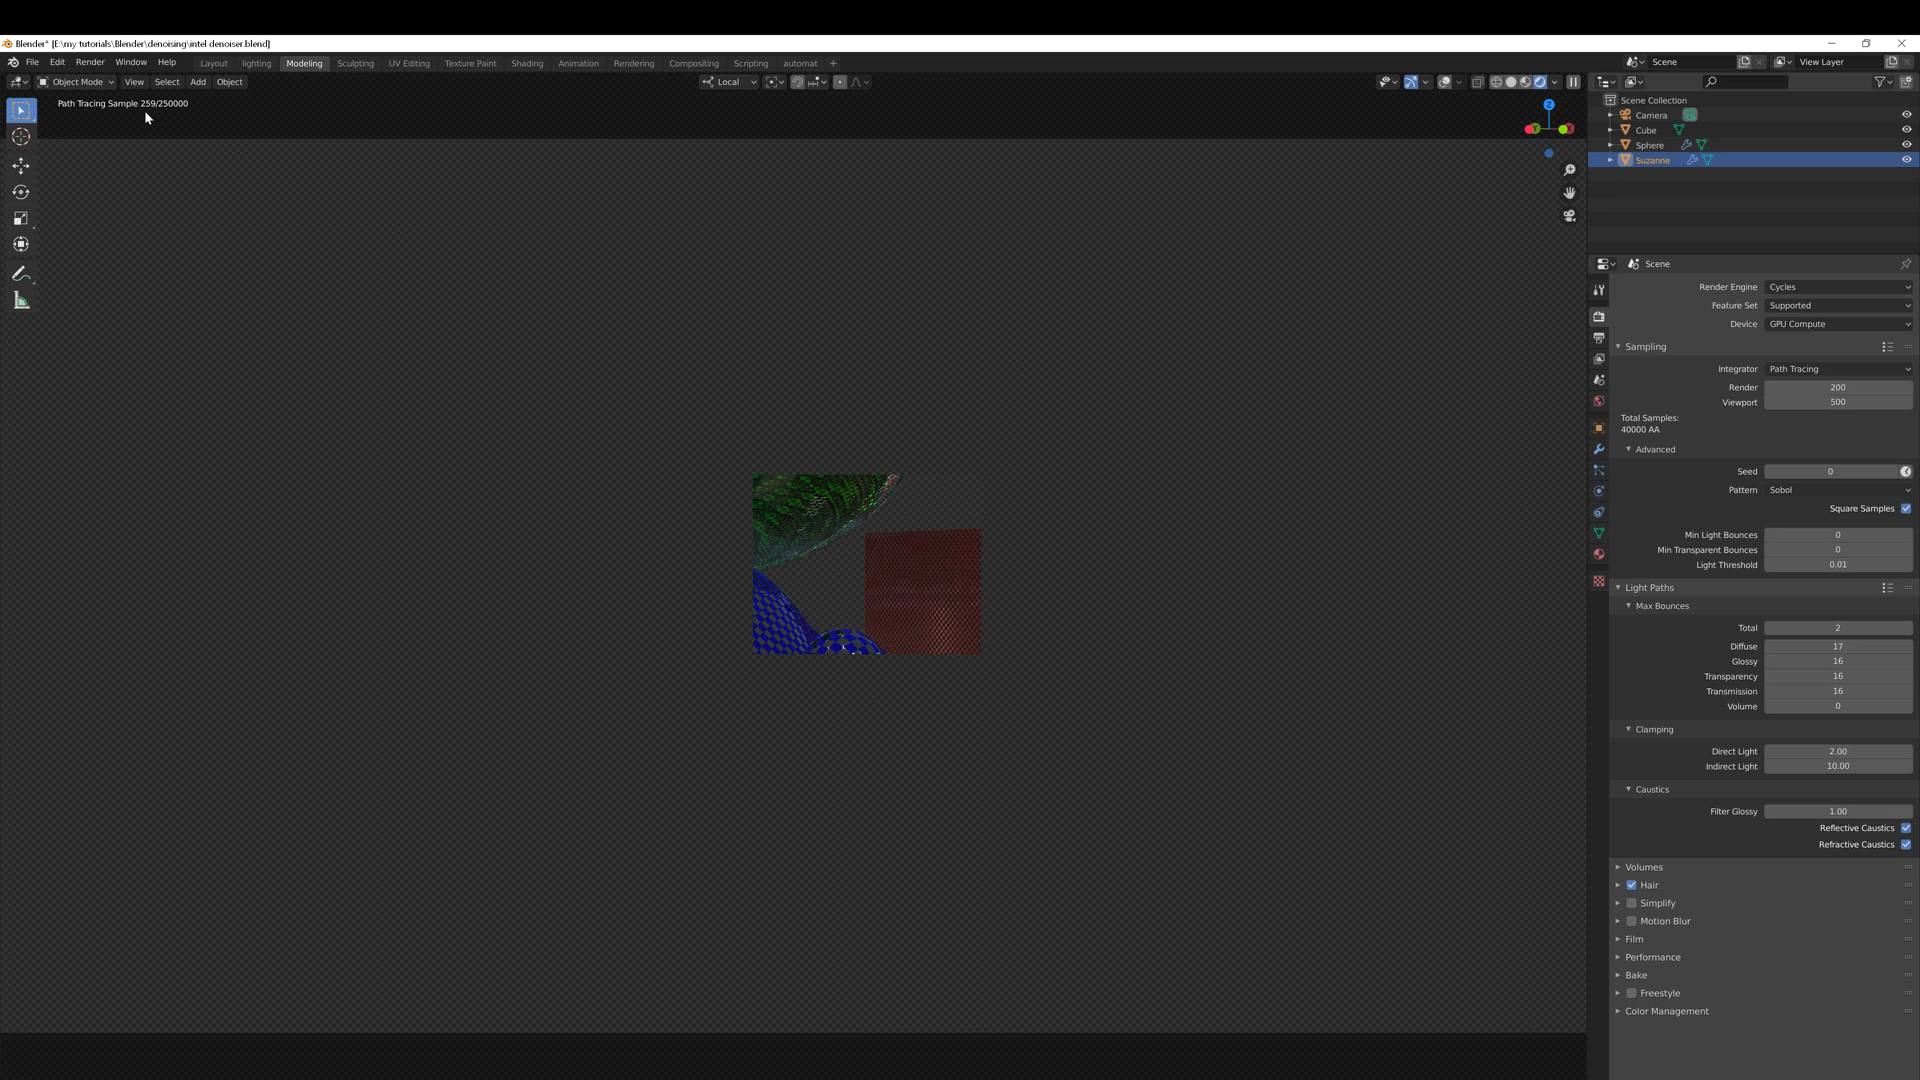 Blender* [E:\my tutorials\Blender\denoising\intel denoiser.blend]
File Edit Render Window Help Layout lighting Modeling Sculpting UV Editing Texture Paint Shading Animation Rendering Compositing Scripting automat + Scene View Layer
Object Mode View Select Add Object Local
Path Tracing Sample 259/250000
Z
Scene Collection
Camera
Cube
Sphere
Suzanne
Scene
Render Engine Cycles
Feature Set Supported
Device GPU Compute
Sampling
Integrator Path Tracing
Render 200
Viewport 500
Total Samples:
40000 AA
Advanced
Seed 0
Pattern Sobol
Square Samples
Min Light Bounces 0
Min Transparent Bounces 0
Light Threshold 0.01
Light Paths
Max Bounces
Total 2
Diffuse 17
Glossy 16
Transparency 16
Transmission 16
Volume 0
Clamping
Direct Light 2.00
Indirect Light 10.00
Caustics
Filter Glossy 1.00
Reflective Caustics
Refractive Caustics
Volumes
Hair
Simplify
Motion Blur
Film
Performance
Bake
Freestyle
Color Management